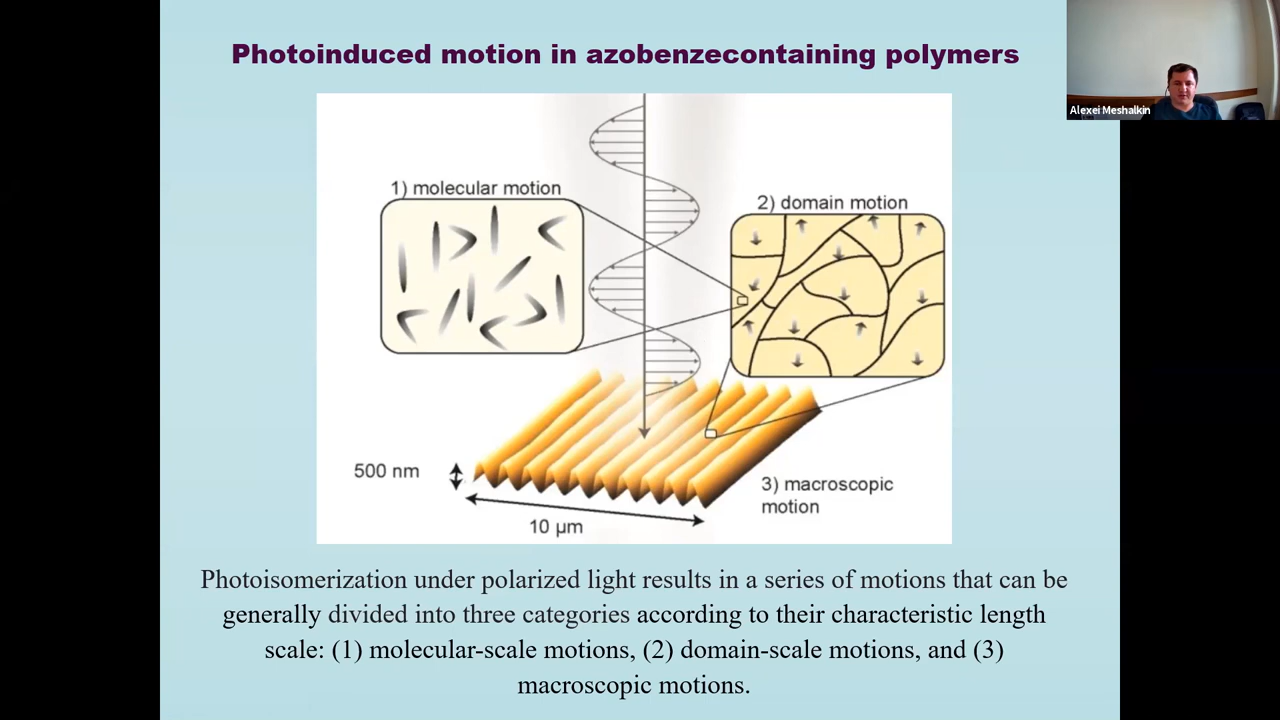 Photoinduced motion in azobenzecontaining polymers
Alexei Meshalkin
1) molecular motion
2) domain motion
500 nm
10 µm
3) macroscopic
motion
Photoisomerization under polarized light results in a series of motions that can be
generally divided into three categories according to their characteristic length
scale: (1) molecular-scale motions, (2) domain-scale motions, and (3)
macroscopic motions.